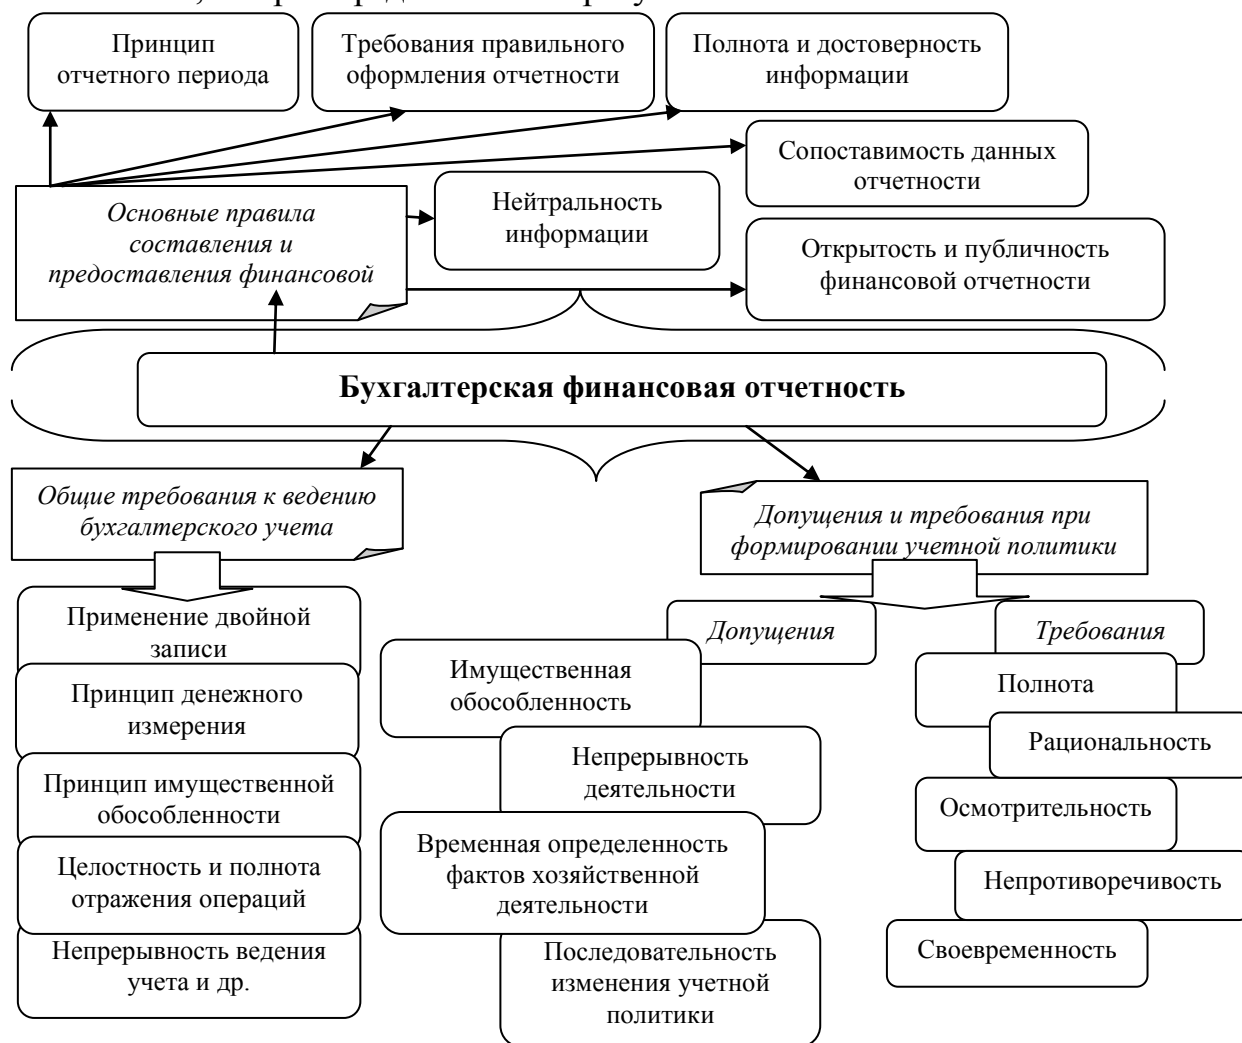 Принцип
отчетного периода
Требования правильного
оформления отчетности
Полнота и достоверность
информации
Сопоставимость данных
отчетности
Основные правила
составления и
предоставления финансовой
Нейтральность
информации
Открытость и публичность
финансовой отчетности
Бухгалтерская финансовая отчетность
Общие требования к ведению
бухгалтерского учета
Допущения и требования при
формировании учетной политики
Применение двойной
записи
Принцип денежного
измерения
Принцип имущественной
обособленности
Целостность и полнота
отражения операций
Непрерывность ведения
учета и др.
Допущения
Имущественная
обособленность
Непрерывность
деятельности
Временная определенность
фактов хозяйственной
деятельности
Последовательность
изменения учетной
политики
Требования
Полнота
Рациональность
Осмотрительность
Непротиворечивость
Своевременность